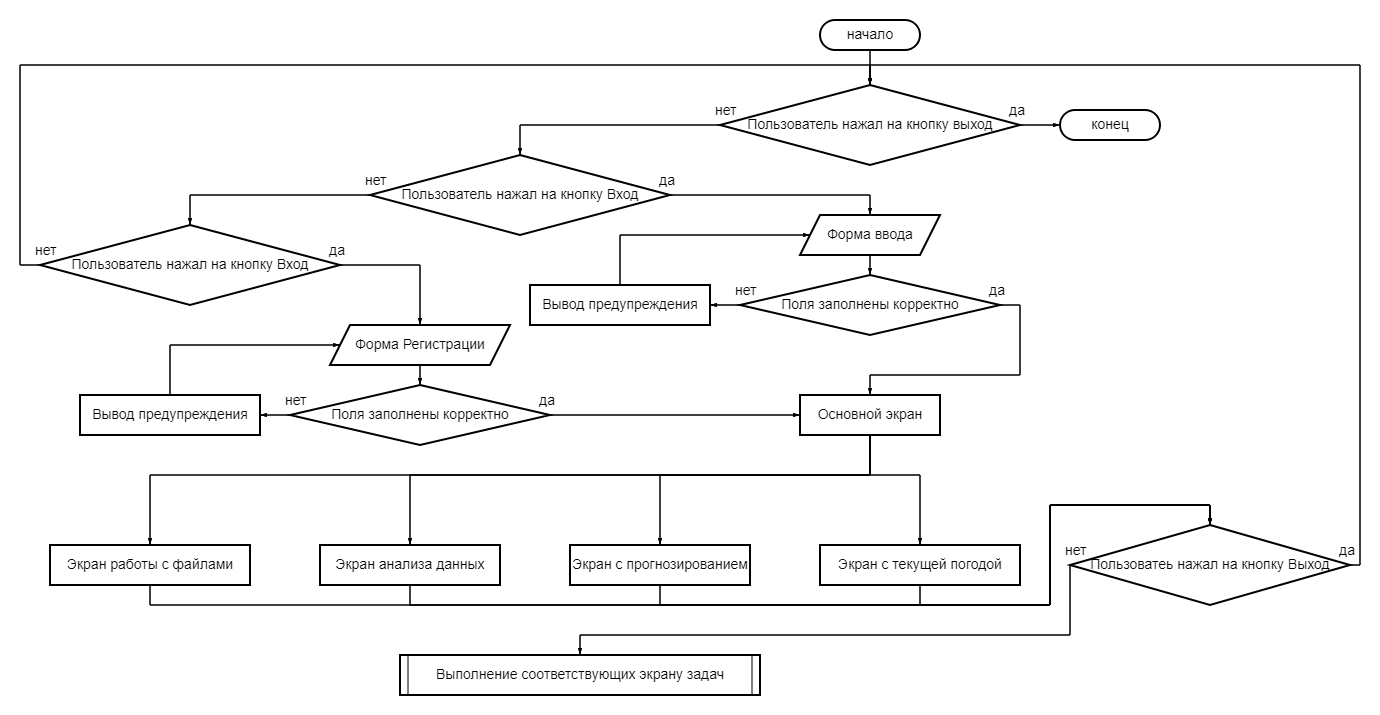 начало
нет
Пользователь нажал на кнопку выход
да
конец
нет
Пользователь нажал на кнопку Вход
да
нет
Пользователь нажал на кнопку Вход
да
Форма ввода
Вывод предупреждения
нет
Поля заполнены корректно
да
Форма Регистрации
Вывод предупреждения
нет
Поля заполнены корректно
да
Основной экран
Экран работы с файлами
Экран анализа данных
Экран с прогнозированием
Экран с текущей погодой
нет
Пользоватеь нажал на кнопку Выход
да
Выполнение соответствующих экрану задач